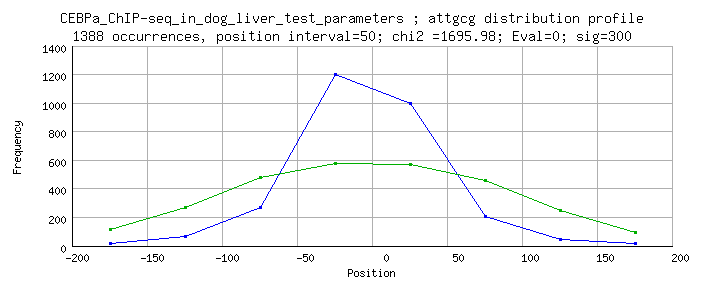 CEBPa_ChIP-seq_in_dog_liver_test_parameters ; attgcg distribution profile
1388 occurrences, position interval=50; chi2 =1695.98; Eval=0; sig=300
Frequency
1400
1200
1000
800
600
400
200
0
-200 -150 -100 -50 0 50 100 150 200
Position